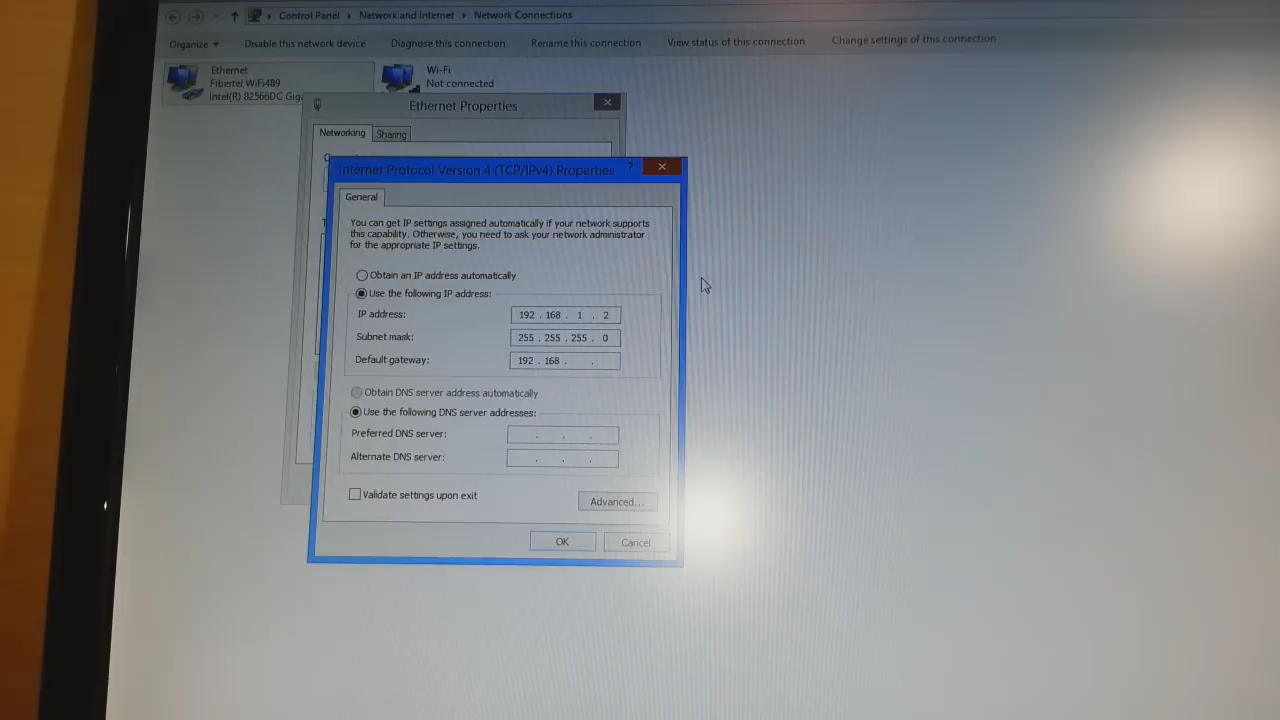 Control Panel Network and Internet Network Connections
Organize Disable this network device Diagnose this connection Rename this connection View status of this connection Change settings of this connection
Ethernet
Fibertel WiFi489
Intel(R) 82566DC Gig
Wi-Fi
Not connected
Ethernet Properties
Networking Sharing
Internet Protocol Version 4 (TCP/IPv4) Properties ?
General
You can get IP settings assigned automatically if your network supports
this capability. Otherwise, you need to ask your network administrator
for the appropriate IP settings.
Obtain an IP address automatically
Use the following IP address:
IP address: 192 . 168 . 1 . 2
Subnet mask: 255 . 255 . 255 . 0
Default gateway: 192 . 168 . .
Obtain DNS server address automatically
Use the following DNS server addresses:
Preferred DNS server: . . .
Alternate DNS server: . . .
Validate settings upon exit
Advanced...
OK Cancel